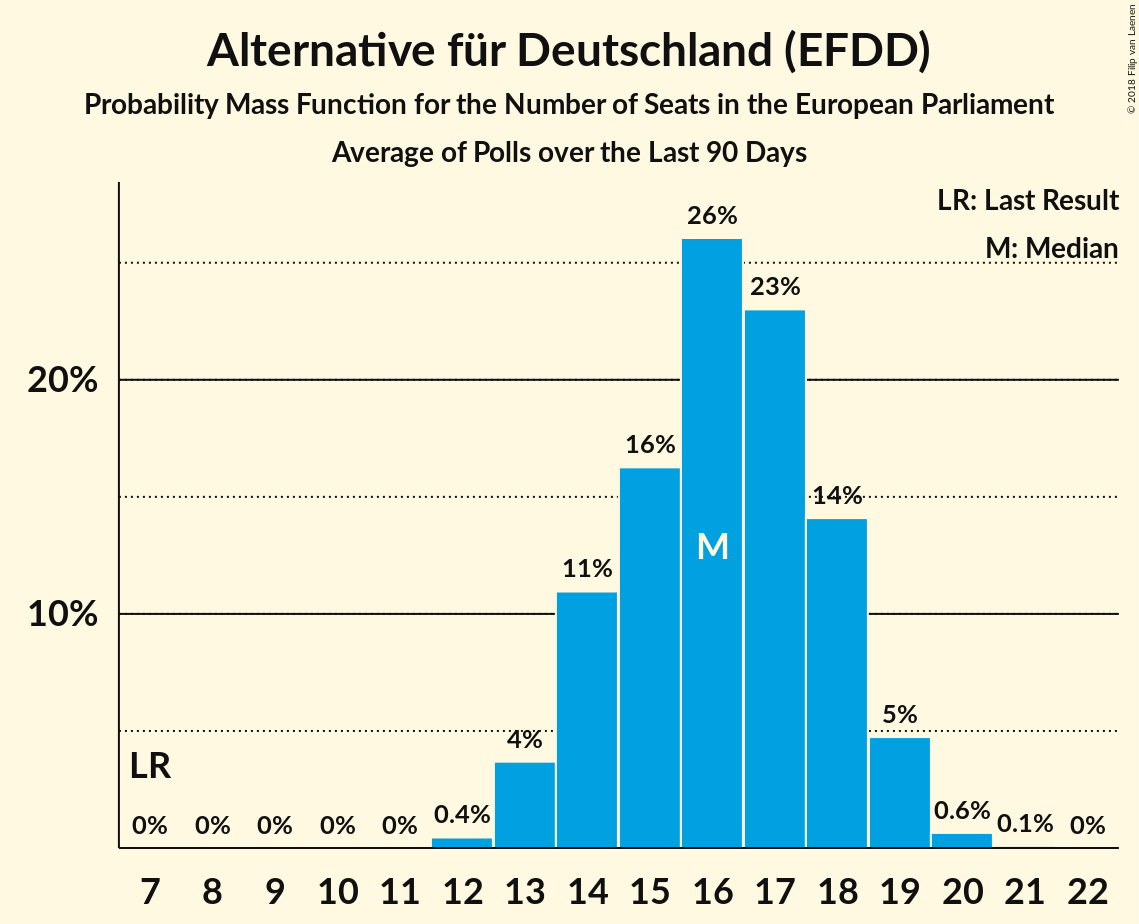 Alternative für Deutschland (EFDD)
Probability Mass Function for the Number of Seats in the European Parliament
Average of Polls over the Last 90 Days
© 2018 Filip van Laenen
LR: Last Result
M: Median
26%
23%
20%
16%
14%
M
11%
10%
5%
4%
LR
0% 0% 0% 0% 0% 0.4% 0.6% 0.1% 0%
7 8 9 10 11 12 13 14 15 16 17 18 19 20 21 22